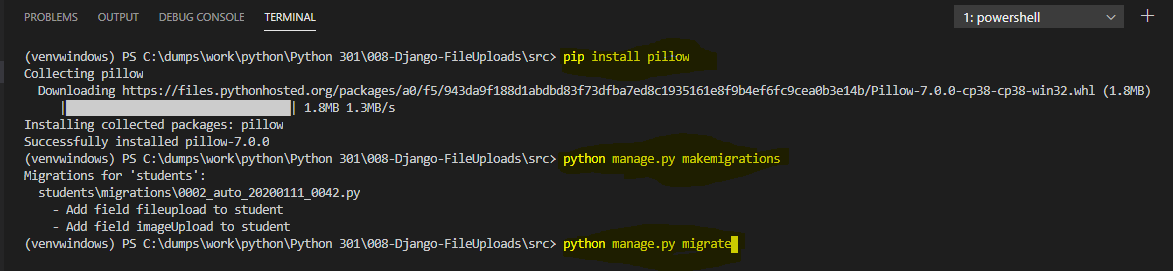 PROBLEMS OUTPUT DEBUG CONSOLE TERMINAL 1: powershell
(venvwindows) PS C:\dumps\work\python\Python 301\008-Django-FileUploads\src> pip install pillow
Collecting pillow
Downloading https://files.pythonhosted.org/packages/a0/f5/943da9f188d1abdbd83f73dfba7ed8c1935161e8f9b4ef6fc9cea0b3e14b/Pillow-7.0.0-cp38-cp38-win32.whl (1.8MB)
|████████████████████████████████| 1.8MB 1.3MB/s
Installing collected packages: pillow
Successfully installed pillow-7.0.0
(venvwindows) PS C:\dumps\work\python\Python 301\008-Django-FileUploads\src> python manage.py makemigrations
Migrations for 'students':
students\migrations\0002_auto_20200111_0042.py
- Add field fileupload to student
- Add field imageUpload to student
(venvwindows) PS C:\dumps\work\python\Python 301\008-Django-FileUploads\src> python manage.py migrate